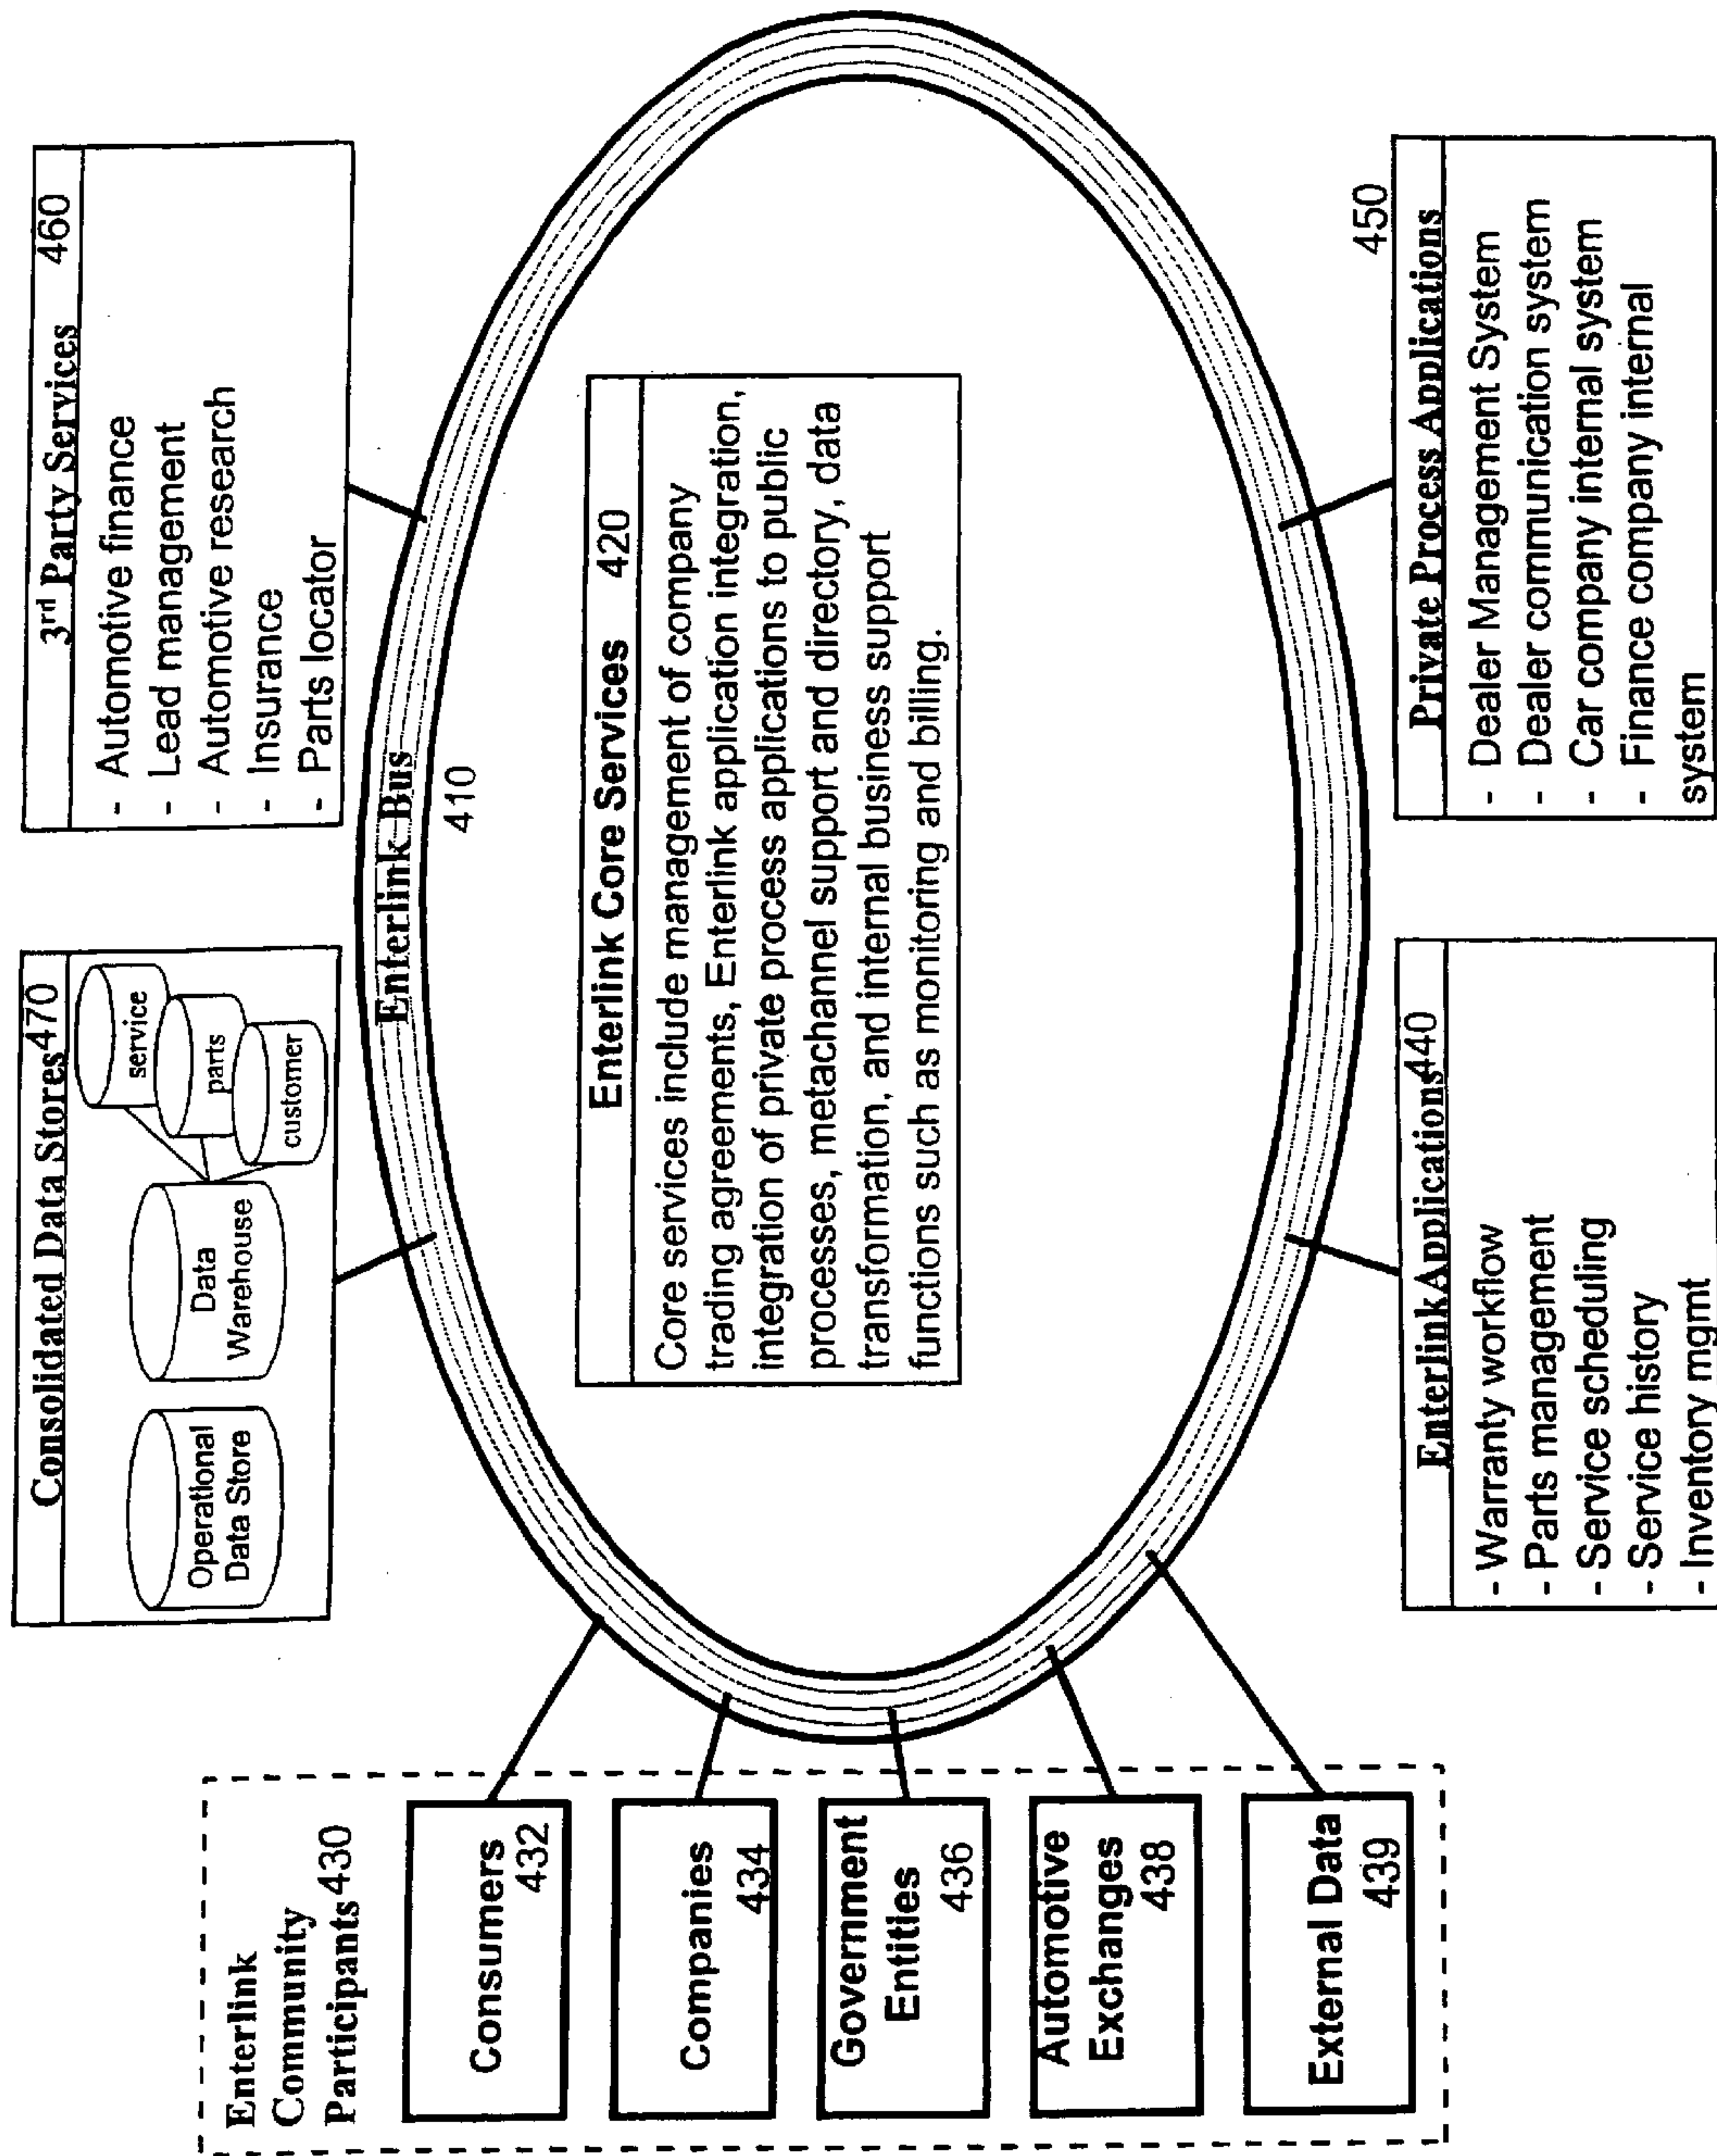 Consolidated Data Stores 470
Operational
Data Store
Data
Warehouse
service
parts
customer
3rd Party Services 460
- Automotive finance
- Lead management
- Automotive research
- Insurance
- Parts locator
Enterlink Bus
410
Enterlink Core Services 420
Core services include management of company
trading agreements, Enterlink application integration,
integration of private process applications to public
processes, metachannel support and directory, data
transformation, and internal business support
functions such as monitoring and billing.
Enterlink
Community
Participants 430
Consumers
432
Companies
434
Government
Entities
436
Automotive
Exchanges
438
External Data
439
Enterlink Applications 440
- Warranty workflow
- Parts management
- Service scheduling
- Service history
- Inventory mgmt
450
Private Process Applications
- Dealer Management System
- Dealer communication system
- Car company internal system
- Finance company internal
system